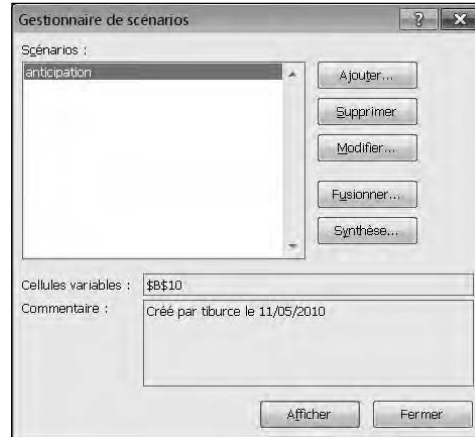 Gestionnaire de scénarios
Scénarios :
anticipation
Ajouter...
Supprimer
Modifier...
Fusionner...
Synthèse...
Cellules variables : $B$10
Commentaire : Créé par tiburce le 11/05/2010
Afficher Fermer